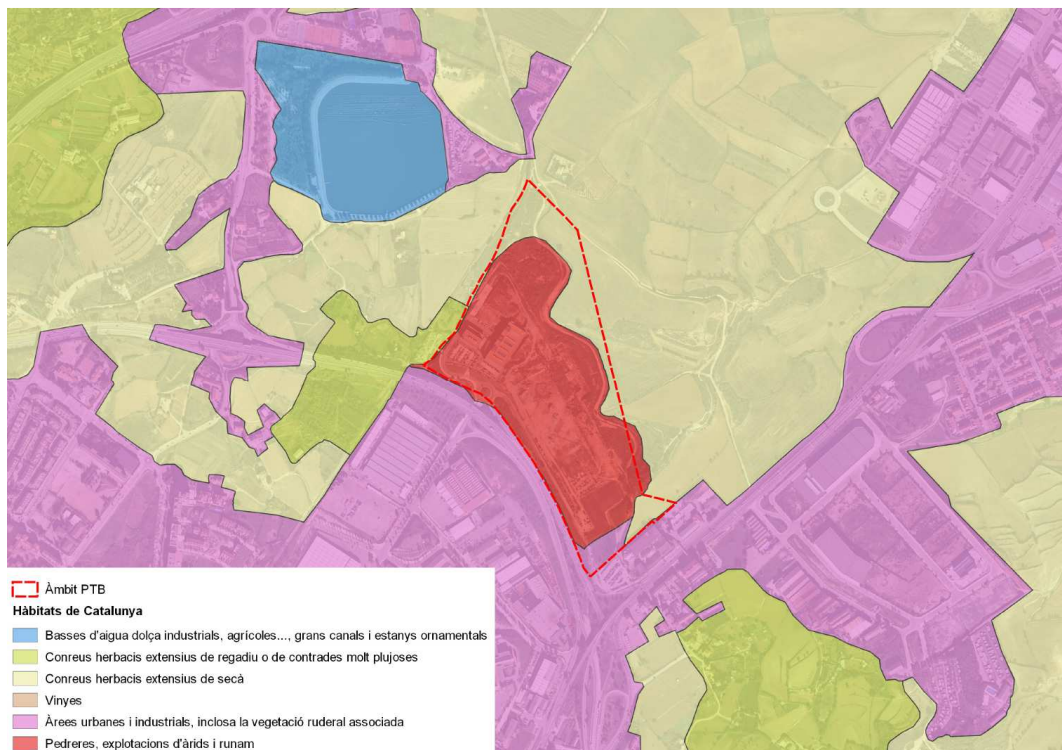 Àmbit PTB
Hàbitats de Catalunya
Basses d'aigua dolça industrials, agrícoles..., grans canals i estanys ornamentals
Conreus herbacis extensius de regadiu o de contrades molt plujoses
Conreus herbacis extensius de secà
Vinyes
Àrees urbanes i industrials, inclosa la vegetació ruderal associada
Pedreres, explotacions d'àrids i runam